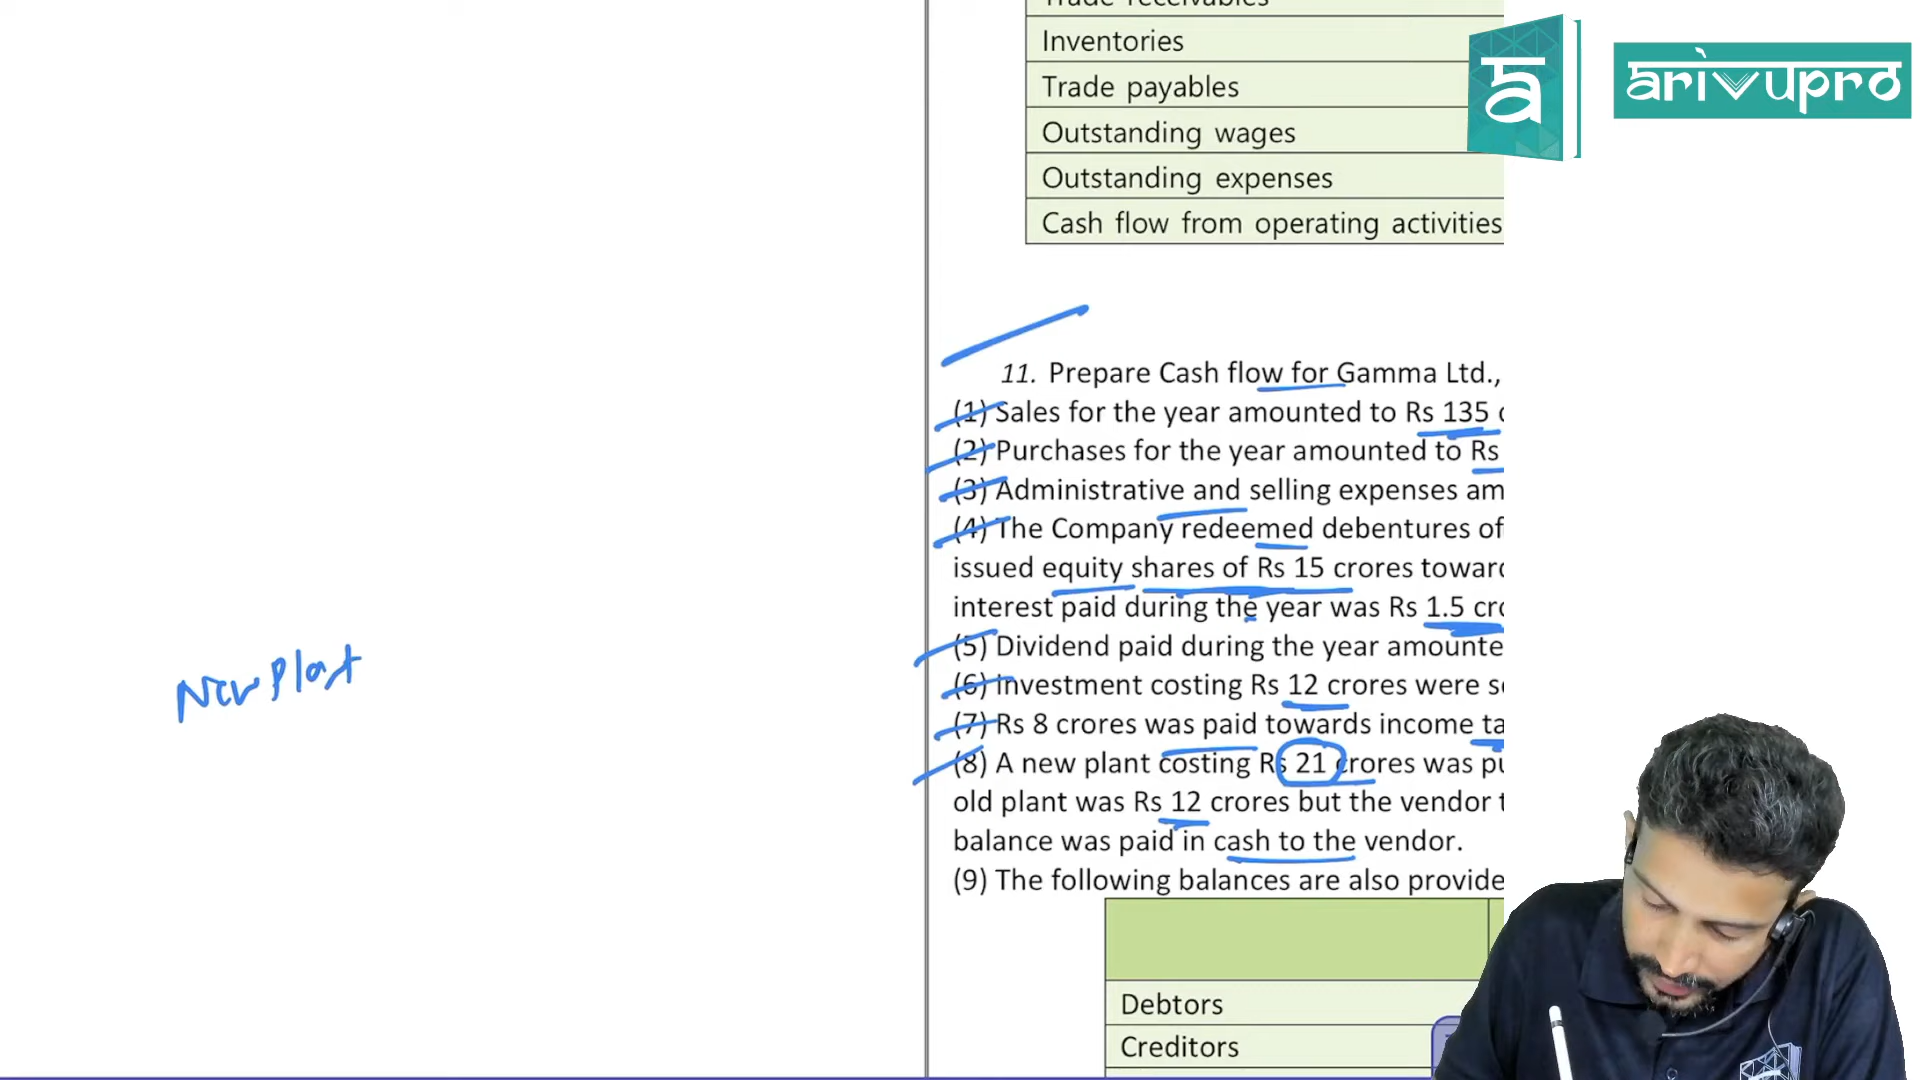 Trade receivables
Inventories
Trade payables
Outstanding wages
Outstanding expenses
Cash flow from operating activities
arivupro
11. Prepare Cash flow for Gamma Ltd.,
(1) Sales for the year amounted to Rs 135
(2) Purchases for the year amounted to Rs
(3) Administrative and selling expenses am
(4) The Company redeemed debentures of
issued equity shares of Rs 15 crores towar
interest paid during the year was Rs 1.5 cro
(5) Dividend paid during the year amounte
(6) Investment costing Rs 12 crores were s
(7) Rs 8 crores was paid towards income ta
(8) A new plant costing Rs 21 crores was pu
old plant was Rs 12 crores but the vendor t
balance was paid in cash to the vendor.
(9) The following balances are also provide
New Plant
Debtors
Creditors